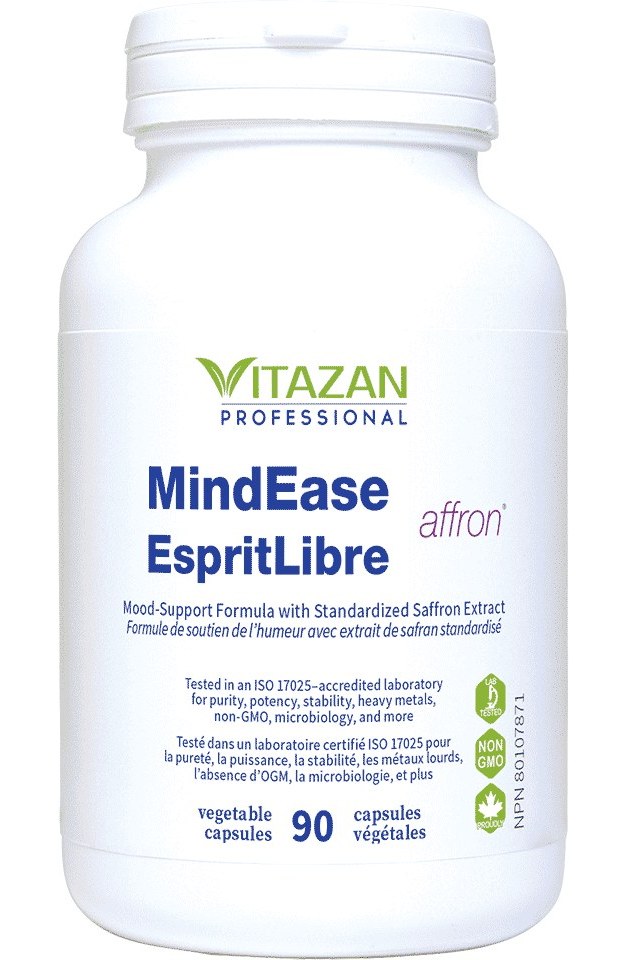 VITAZAN
PROFESSIONAL
MindEase
EspritLibre
affron®
Mood-Support Formula with Standardized Saffron Extract
Formule de soutien de l'humeur avec extrait de safran standardisé
Tested in an ISO 17025–accredited laboratory
for purity, potency, stability, heavy metals,
non-GMO, microbiology, and more
Testé dans un laboratoire certifié ISO 17025 pour
la pureté, la puissance, la stabilité, les métaux lourds,
l'absence d'OGM, la microbiologie, et plus
vegetable
capsules
90
capsules
végétales
LAB
TESTED
NON
GMO
PROUDLY
NPN 80107871